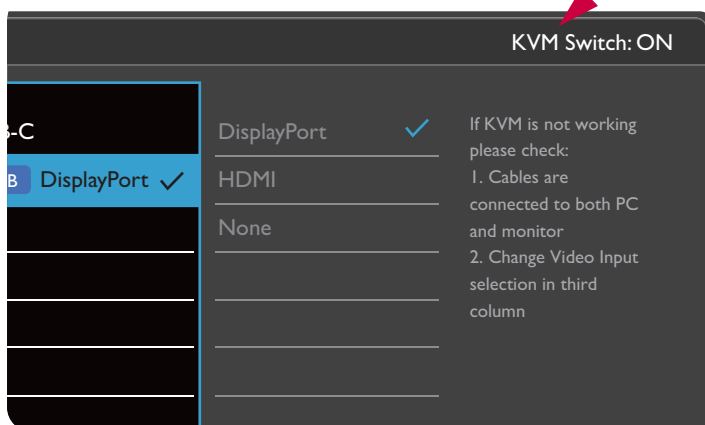 KVM Switch: ON
-C
B DisplayPort
DisplayPort
HDMI
None
If KVM is not working
please check:
1. Cables are
connected to both PC
and monitor
2. Change Video Input
selection in third
column